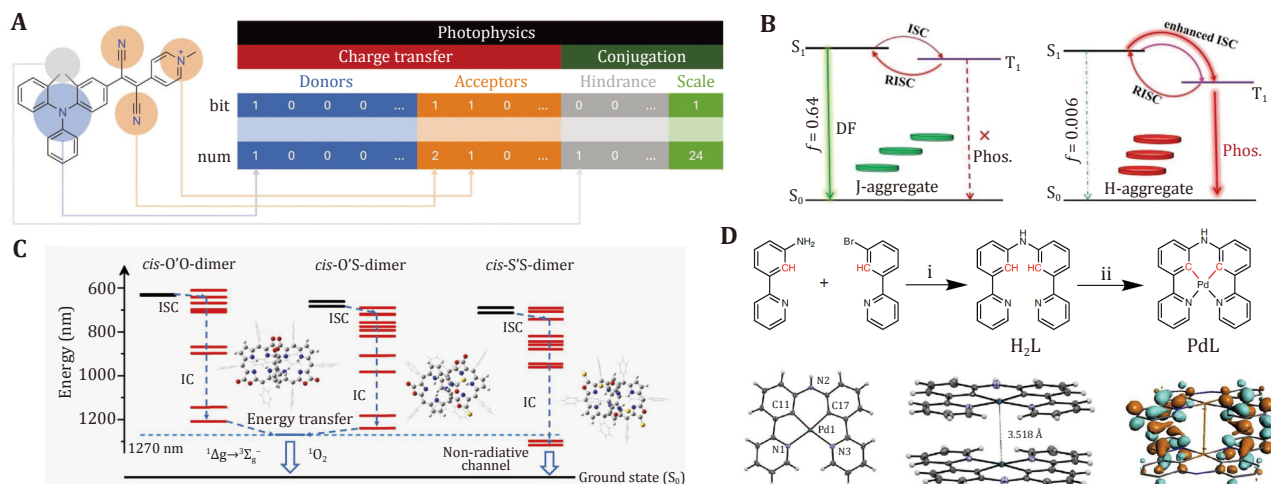 A
N
N
N
N+
Photophysics
Charge transfer
Conjugation
Donors
Acceptors
Hindrance
Scale
bit
1 0 0 0 ... 1 1 0 ... 0 0 ... 1
num
1 0 0 0 ... 2 1 0 ... 1 0 ... 24
B
S1
ISC
RISC
T1
f = 0.64
DF
J-aggregate
×
Phos.
S0
S1
enhanced ISC
RISC
T1
f = 0.006
H-aggregate
Phos.
S0
C
cis-O'O-dimer
cis-O'S-dimer
cis-S'S-dimer
Energy (nm)
600
800
1000
1200
ISC
IC
ISC
IC
ISC
IC
Energy transfer
1270 nm
¹Δg→³Σg⁻
¹O₂
Non-radiative
channel
Ground state (S₀)
D
NH₂
CH
N
+
Br
HC
N
i
H
N
CH HC
N N
H₂L
ii
H
N
C C
Pd
N N
PdL
N2
C11
C17
Pd1
N1
N3
3.518 Å